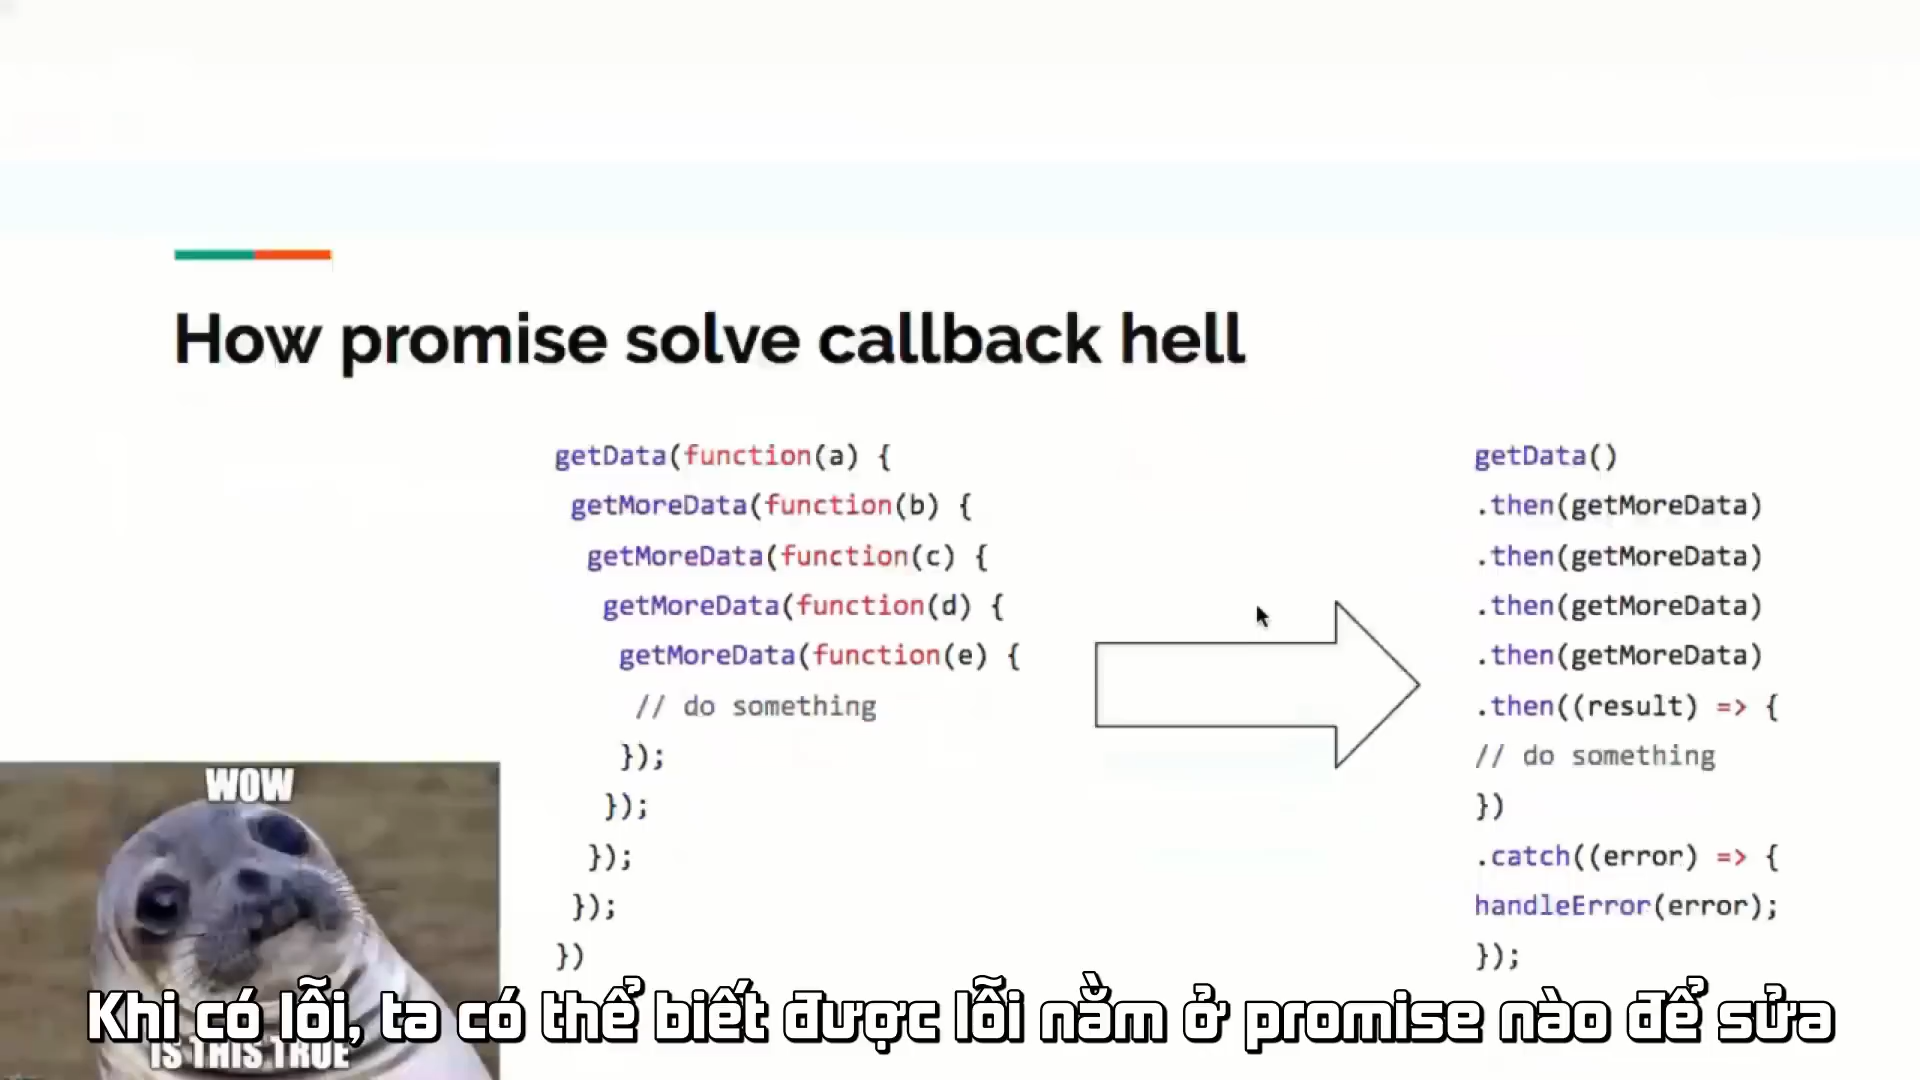 How promise solve callback hell
getData(function(a) {
getMoreData(function(b) {
getMoreData(function(c) {
getMoreData(function(d) {
getMoreData(function(e) {
// do something
});
});
});
});
})
getData()
.then(getMoreData)
.then(getMoreData)
.then(getMoreData)
.then(getMoreData)
.then((result) => {
// do something
})
.catch((error) => {
handleError(error);
});
WOW
IS THIS TRUE
Khi có lỗi, ta có thể biết được lỗi nằm ở promise nào để sửa